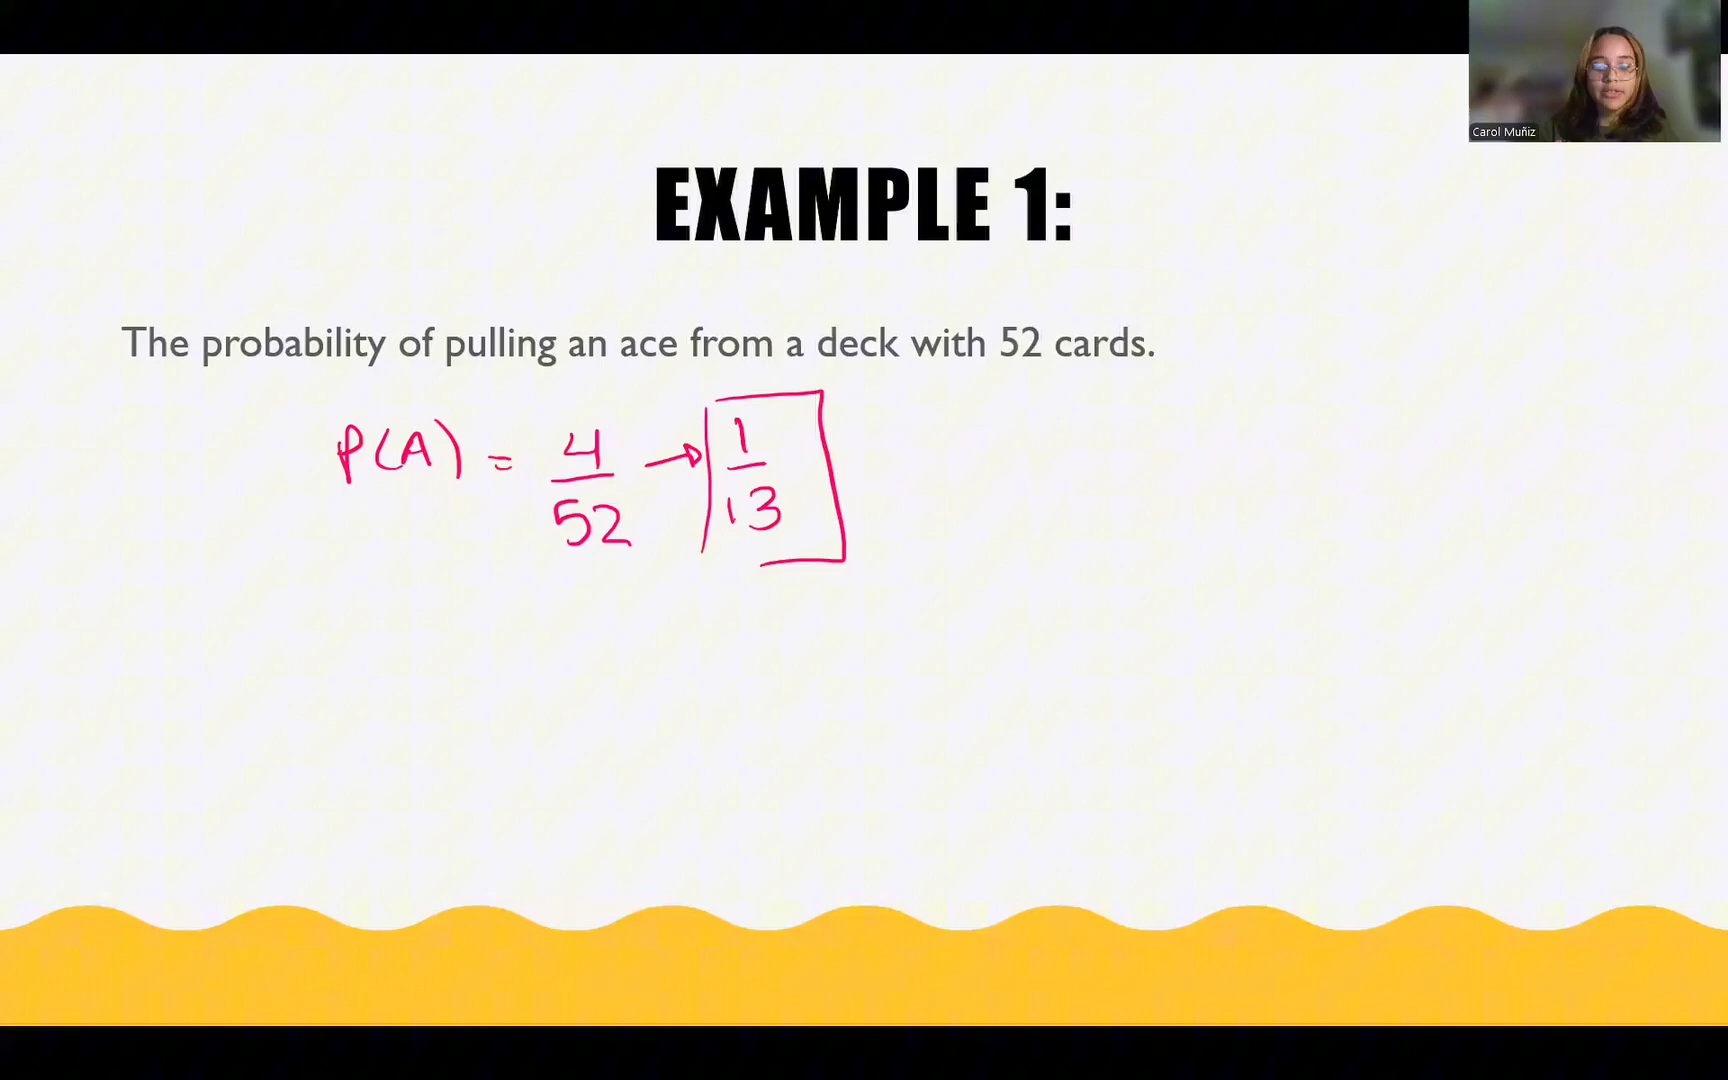 Carol Muñiz
EXAMPLE 1:
The probability of pulling an ace from a deck with 52 cards.
P(A) = 4/52 → 1/13